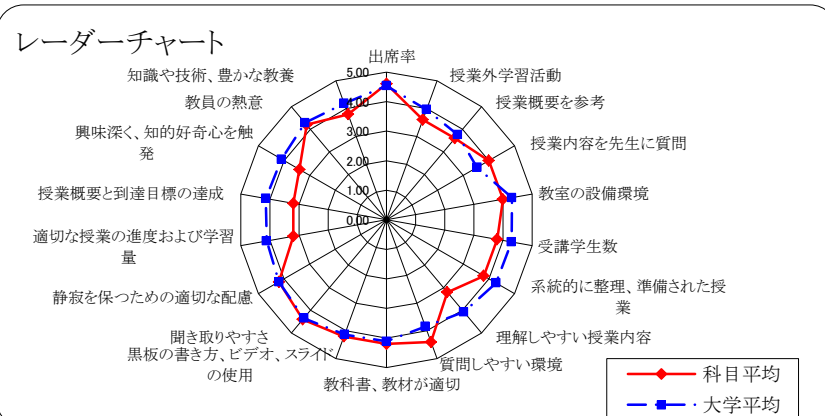 レーダーチャート
出席率
授業外学習活動
授業概要を参考
授業内容を先生に質問
教室の設備環境
受講学生数
系統的に整理、準備された授
業
理解しやすい授業内容
質問しやすい環境
教科書、教材が適切
黒板の書き方、ビデオ、スライド
の使用
聞き取りやすさ
静寂を保つための適切な配慮
適切な授業の進度および学習
量
授業概要と到達目標の達成
興味深く、知的好奇心を触
発
教員の熱意
知識や技術、豊かな教養
5.00
4.00
3.00
2.00
1.00
0.00
科目平均
大学平均